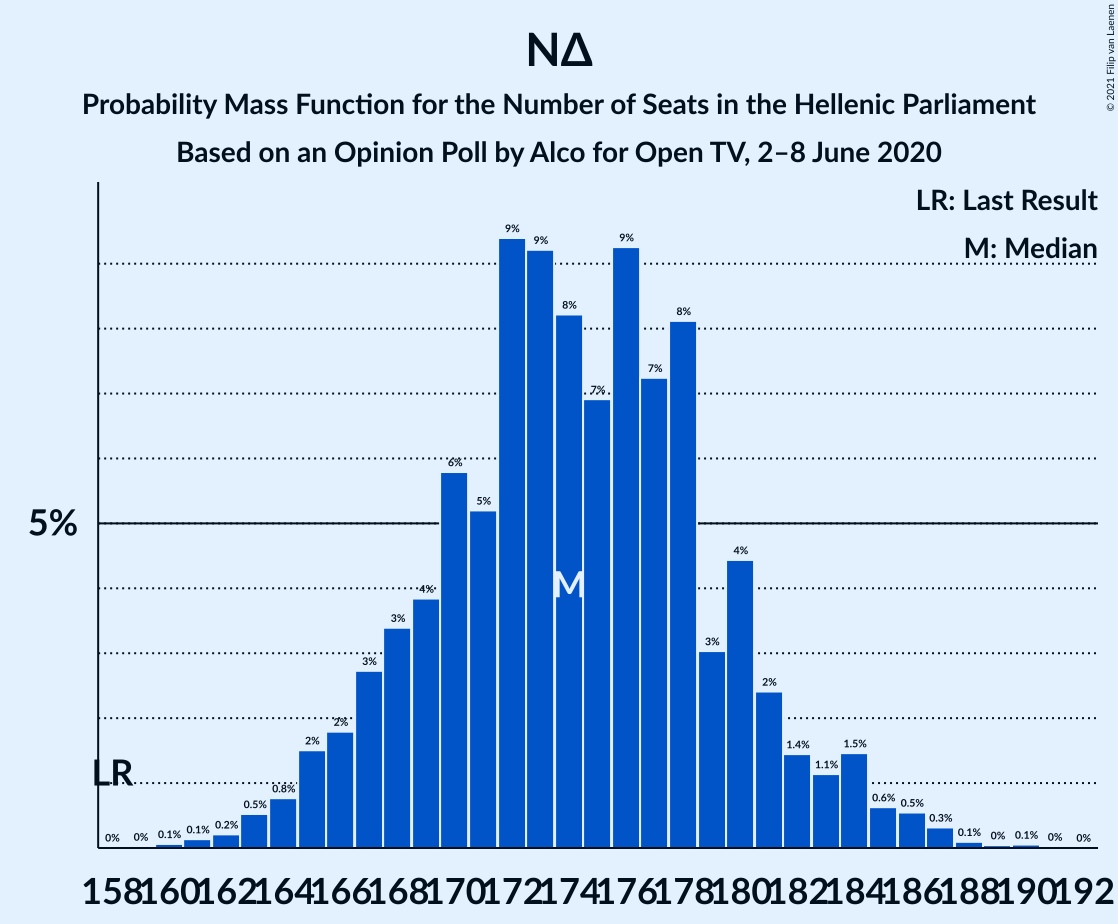 NΔ
Probability Mass Function for the Number of Seats in the Hellenic Parliament
Based on an Opinion Poll by Alco for Open TV, 2–8 June 2020
© 2021 Filip van Laenen
LR: Last Result
M: Median
5%
LR
M
0% 0% 0.1% 0.1% 0.2% 0.5% 0.8% 2% 2% 3% 3% 4% 6% 5% 9% 9% 8% 7% 9% 7% 8% 3% 4% 2% 1.4% 1.1% 1.5% 0.6% 0.5% 0.3% 0.1% 0% 0.1% 0% 0%
158 160 162 164 166 168 170 172 174 176 178 180 182 184 186 188 190 192